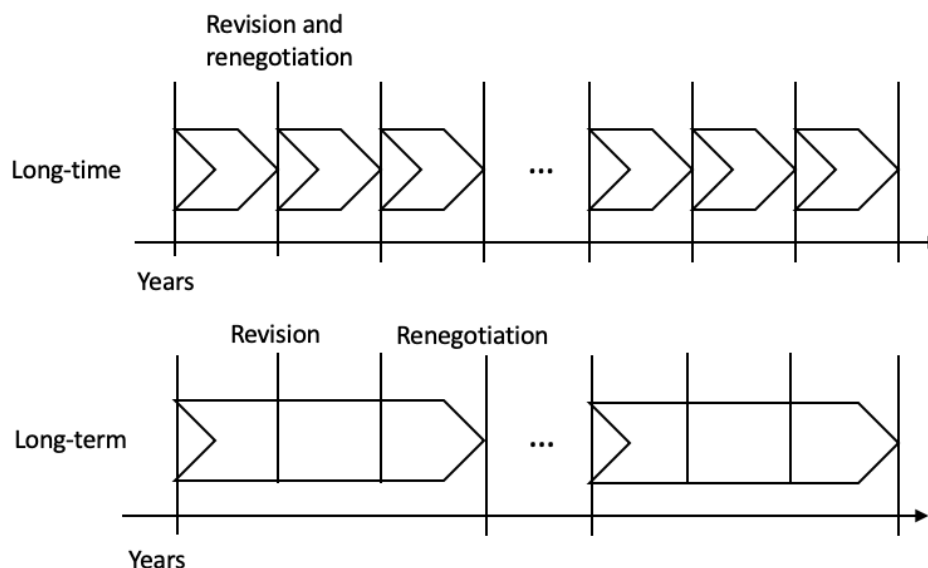 Revision and
renegotiation
Long-time
...
Years
Revision
Renegotiation
Long-term
...
Years